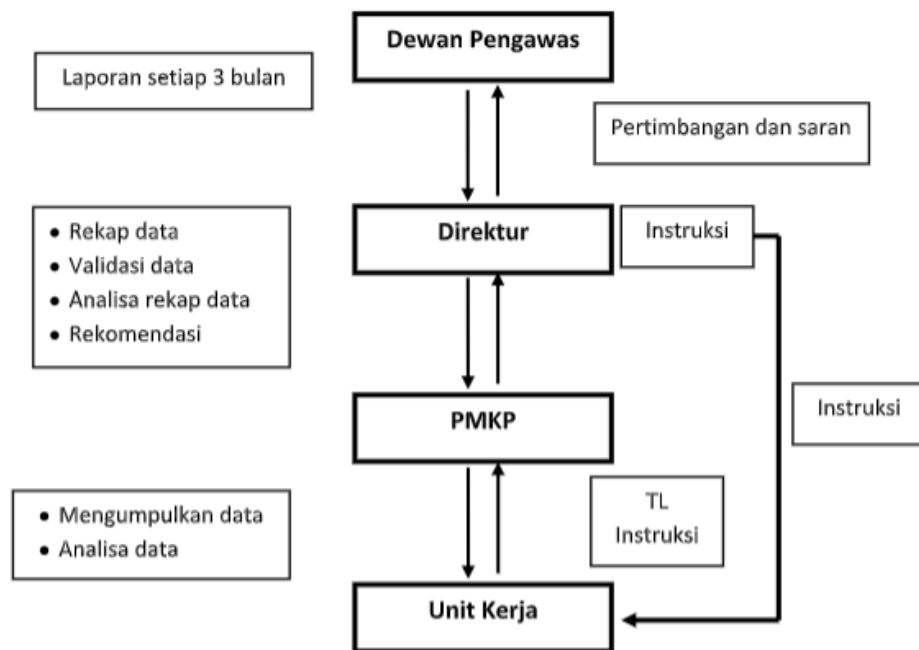 Dewan Pengawas
Laporan setiap 3 bulan
Pertimbangan dan saran
• Rekap data
• Validasi data
• Analisa rekap data
• Rekomendasi
Direktur
Instruksi
PMKP
Instruksi
• Mengumpulkan data
• Analisa data
TL
Instruksi
Unit Kerja